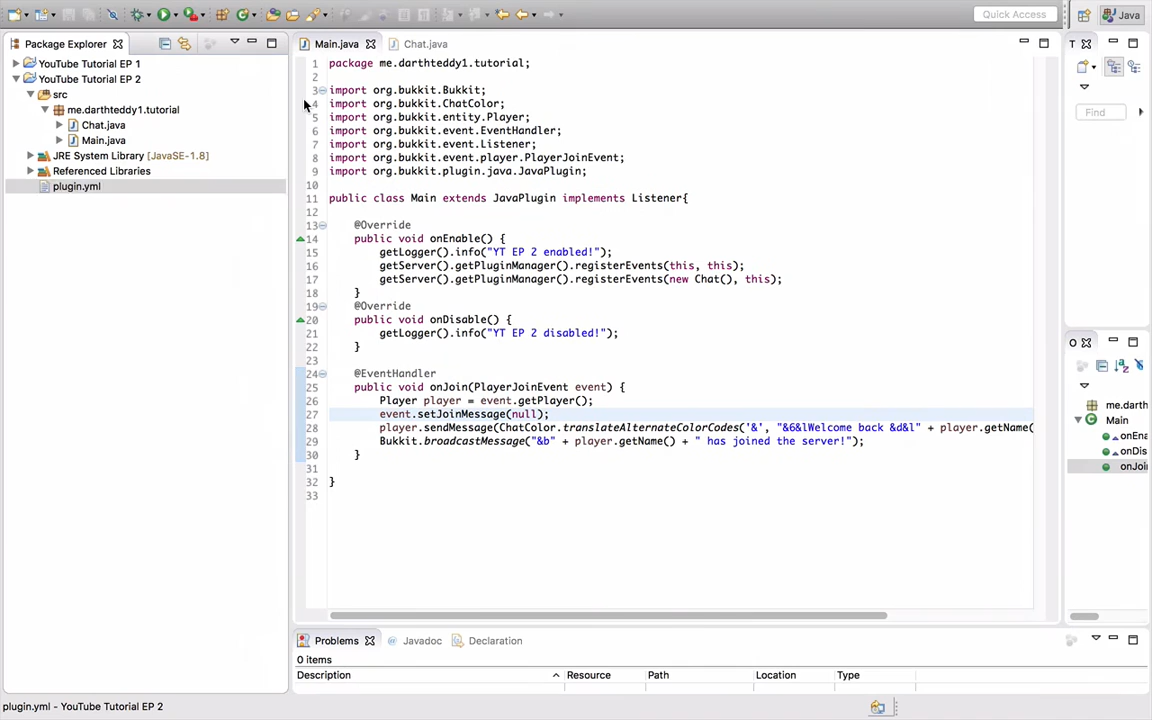 Quick Access
Java
Package Explorer
YouTube Tutorial EP 1
YouTube Tutorial EP 2
src
me.darthteddy1.tutorial
Chat.java
Main.java
JRE System Library [JavaSE-1.8]
Referenced Libraries
plugin.yml
Main.java
Chat.java
1 package me.darthteddy1.tutorial;
2
3 import org.bukkit.Bukkit;
4 import org.bukkit.ChatColor;
5 import org.bukkit.entity.Player;
6 import org.bukkit.event.EventHandler;
7 import org.bukkit.event.Listener;
8 import org.bukkit.event.player.PlayerJoinEvent;
9 import org.bukkit.plugin.java.JavaPlugin;
10
11 public class Main extends JavaPlugin implements Listener{
12
13 @Override
14 public void onEnable() {
15 getLogger().info("YT EP 2 enabled!");
16 getServer().getPluginManager().registerEvents(this, this);
17 getServer().getPluginManager().registerEvents(new Chat(), this);
18 }
19 @Override
20 public void onDisable() {
21 getLogger().info("YT EP 2 disabled!");
22 }
23
24 @EventHandler
25 public void onJoin(PlayerJoinEvent event) {
26 Player player = event.getPlayer();
27 event.setJoinMessage(null);
28 player.sendMessage(ChatColor.translateAlternateColorCodes('&', "&6&lWelcome back &d&l" + player.getName(
29 Bukkit.broadcastMessage("&b" + player.getName() + " has joined the server!");
30 }
31
32 }
33
T
Find
O
me.darth
Main
onEna
onDis
onJoi
Problems
@ Javadoc
Declaration
0 items
Description Resource Path Location Type
plugin.yml - YouTube Tutorial EP 2